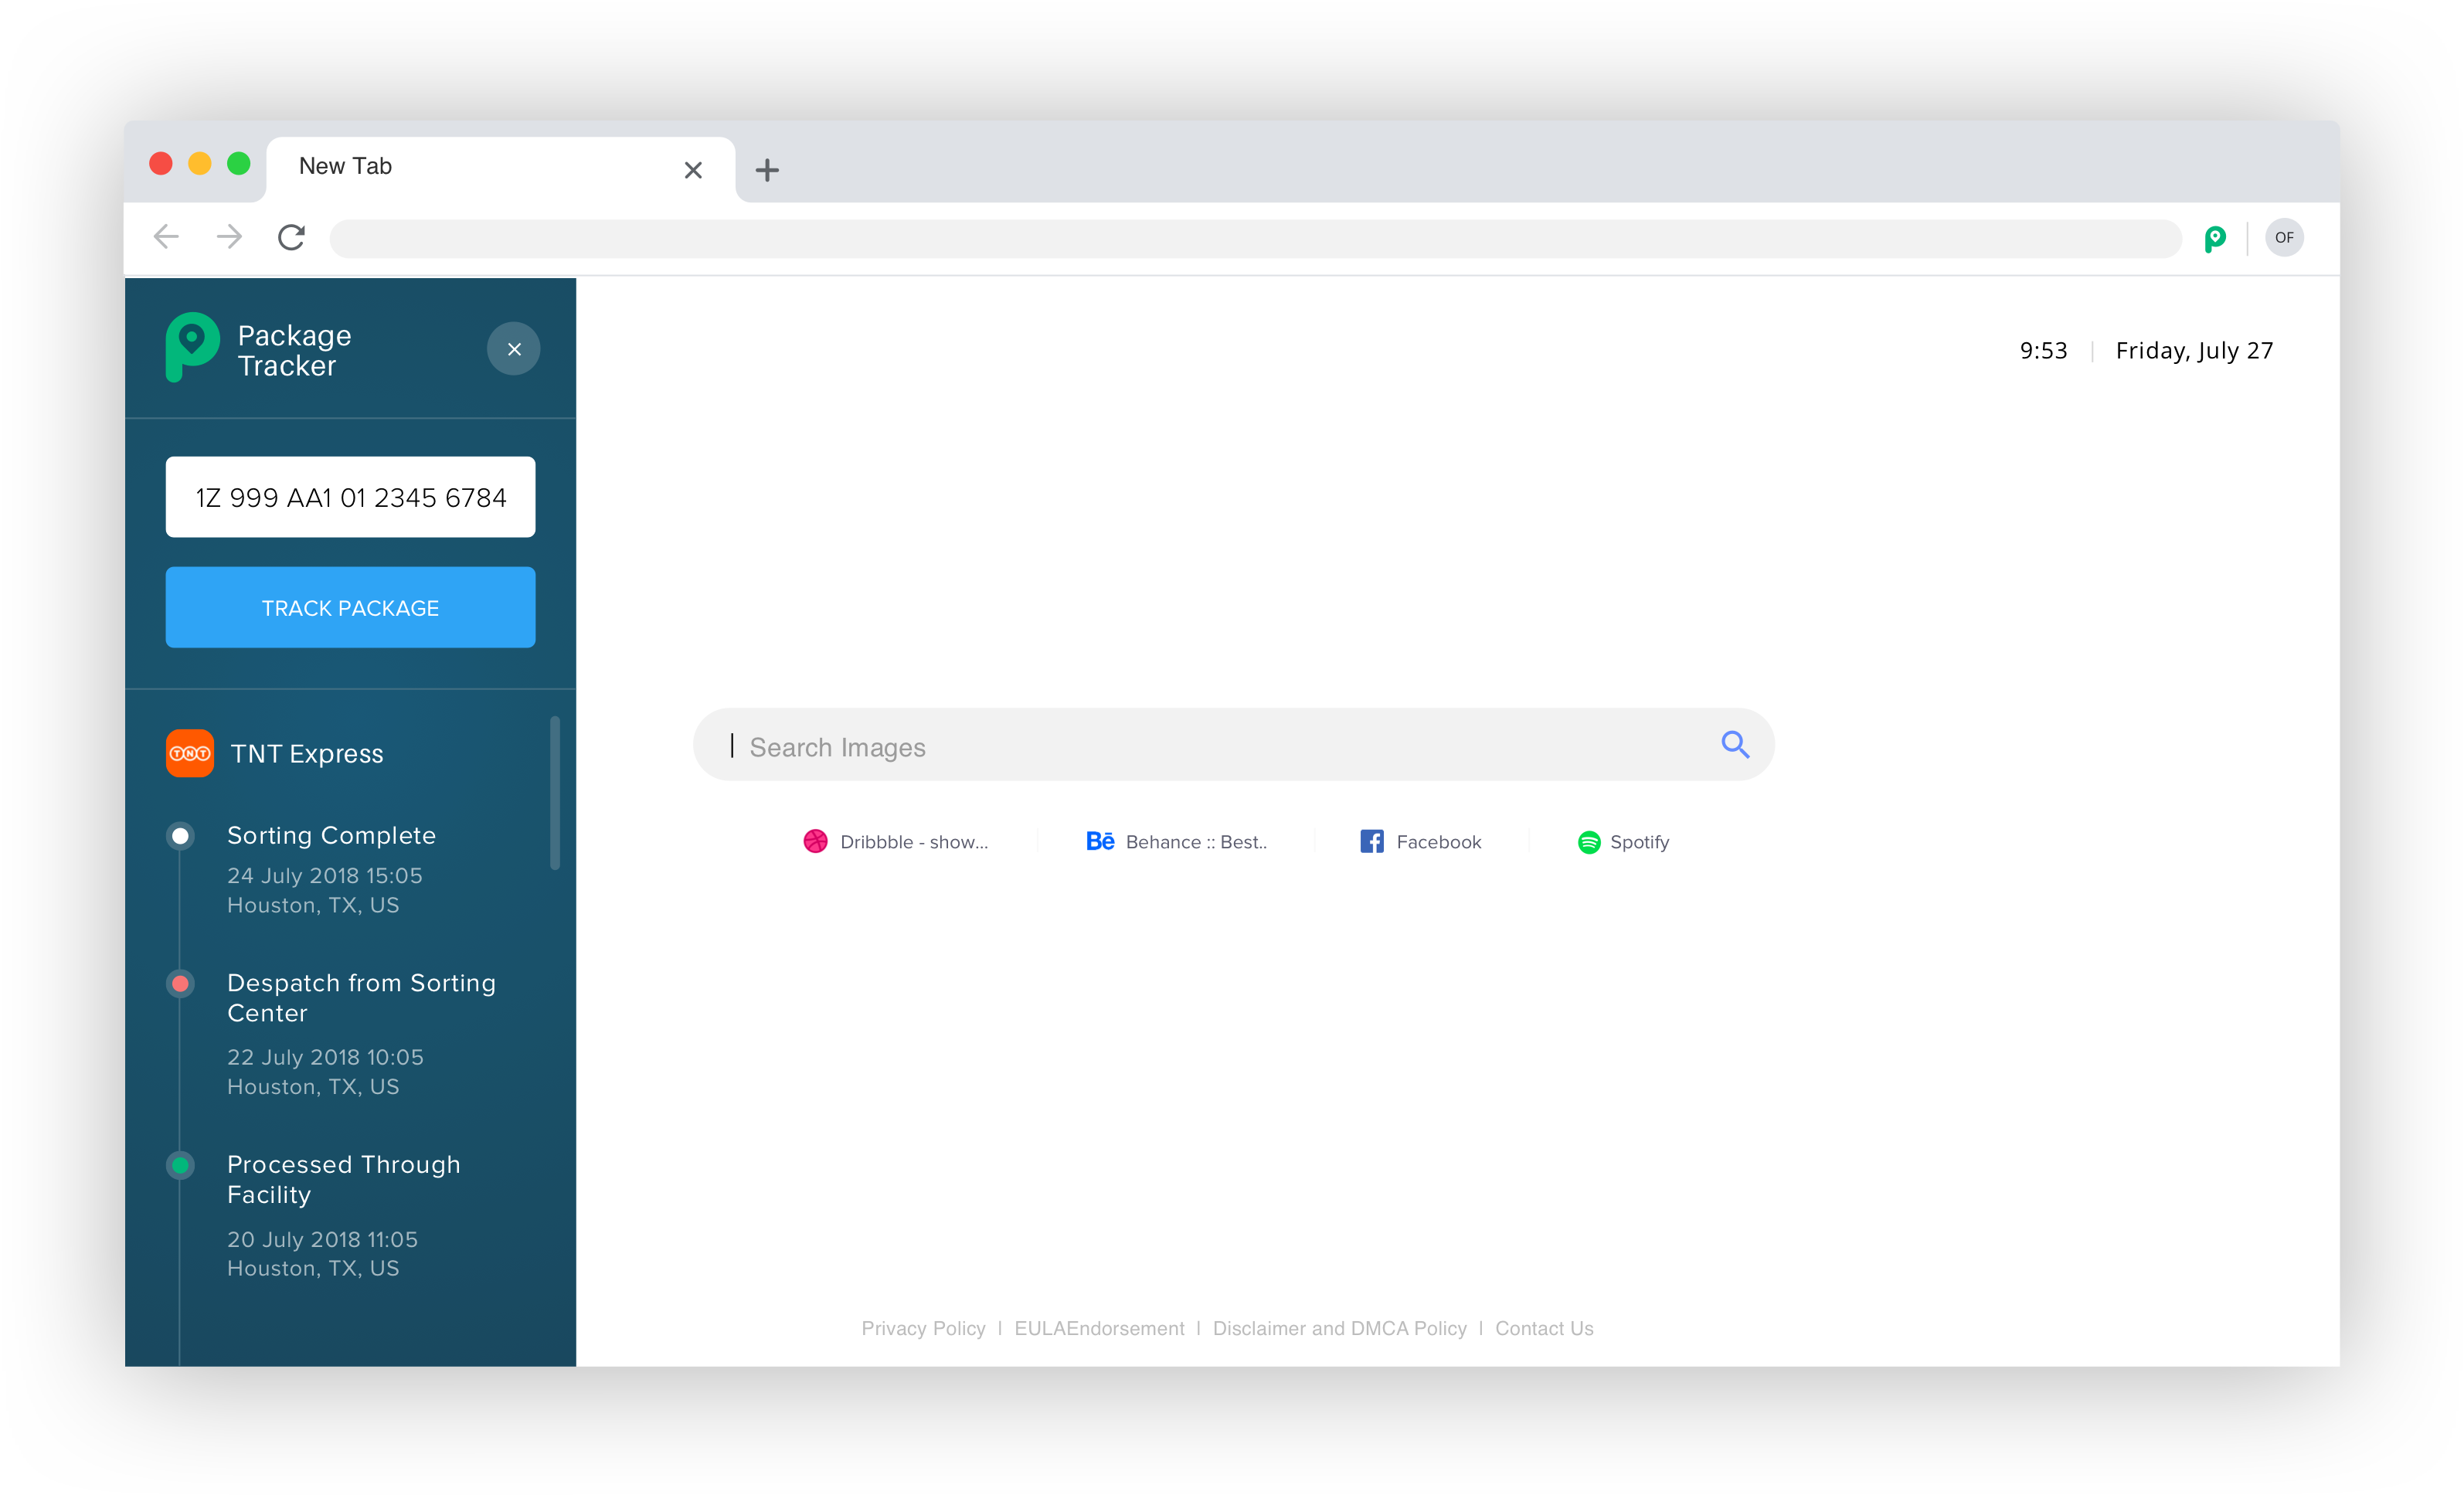 New Tab
OF
Package
Tracker
9:53 | Friday, July 27
1Z 999 AA1 01 2345 6784
TRACK PACKAGE
TNT TNT Express
Sorting Complete
24 July 2018 15:05
Houston, TX, US
Despatch from Sorting
Center
22 July 2018 10:05
Houston, TX, US
Processed Through
Facility
20 July 2018 11:05
Houston, TX, US
Search Images
Dribbble - show...
Bē Behance :: Best..
f Facebook
Spotify
Privacy Policy | EULAEndorsement | Disclaimer and DMCA Policy | Contact Us